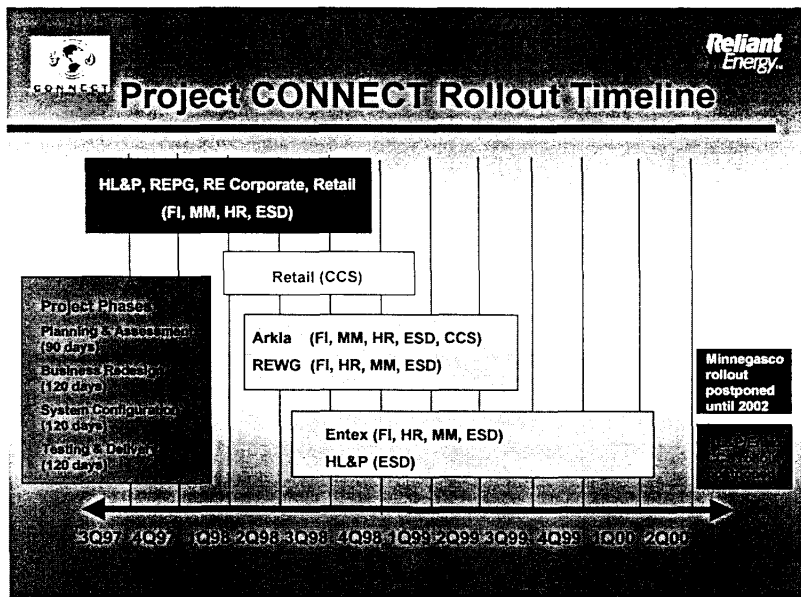 CONNECT
Reliant
Energy
Project CONNECT Rollout Timeline
HL&P, REPG, RE Corporate, Retail
(FI, MM, HR, ESD)
Retail (CCS)
Project Phases
Planning & Assessment
(90 days)
Business Redesign
(120 days)
System Configuration
(120 days)
Testing & Delivery
(120 days)
Arkla (FI, MM, HR, ESD, CCS)
REWG (FI, HR, MM, ESD)
Minnegasco
rollout
postponed
until 2002
Entex (FI, HR, MM, ESD)
HL&P (ESD)
3Q97 4Q97 1Q98 2Q98 3Q98 4Q98 1Q99 2Q99 3Q99 4Q99 1Q00 2Q00